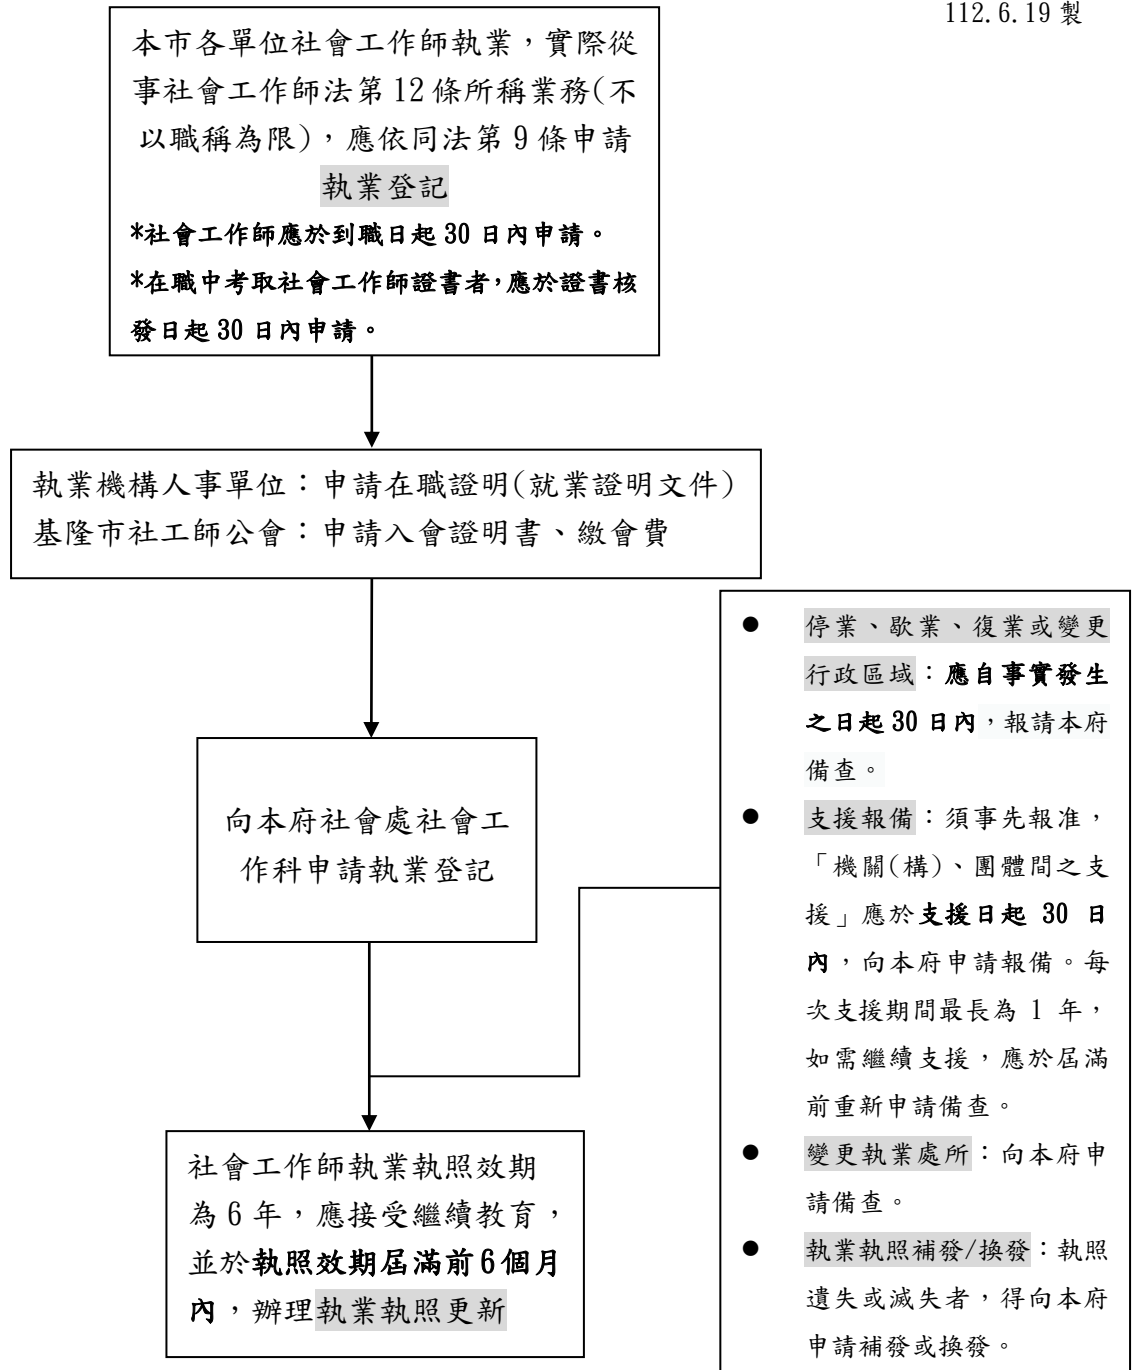 112.6.19 製
本市各單位社會工作師執業，實際從
事社會工作師法第 12 條所稱業務(不
以職稱為限)，應依同法第 9 條申請
執業登記
*社會工作師應於到職日起 30 日內申請。
*在職中考取社會工作師證書者，應於證書核
發日起 30 日內申請。
執業機構人事單位：申請在職證明(就業證明文件)
基隆市社工師公會：申請入會證明書、繳會費
向本府社會處社會工
作科申請執業登記
社會工作師執業執照效期
為 6 年，應接受繼續教育，
並於執照效期屆滿前 6 個月
內，辦理執業執照更新
● 停業、歇業、復業或變更
行政區域：應自事實發生
之日起 30 日內，報請本府
備查。
● 支援報備：須事先報准，
「機關(構)、團體間之支
援」應於支援日起 30 日
內，向本府申請報備。每
次支援期間最長為 1 年，
如需繼續支援，應於屆滿
前重新申請備查。
● 變更執業處所：向本府申
請備查。
● 執業執照補發/換發：執照
遺失或滅失者，得向本府
申請補發或換發。